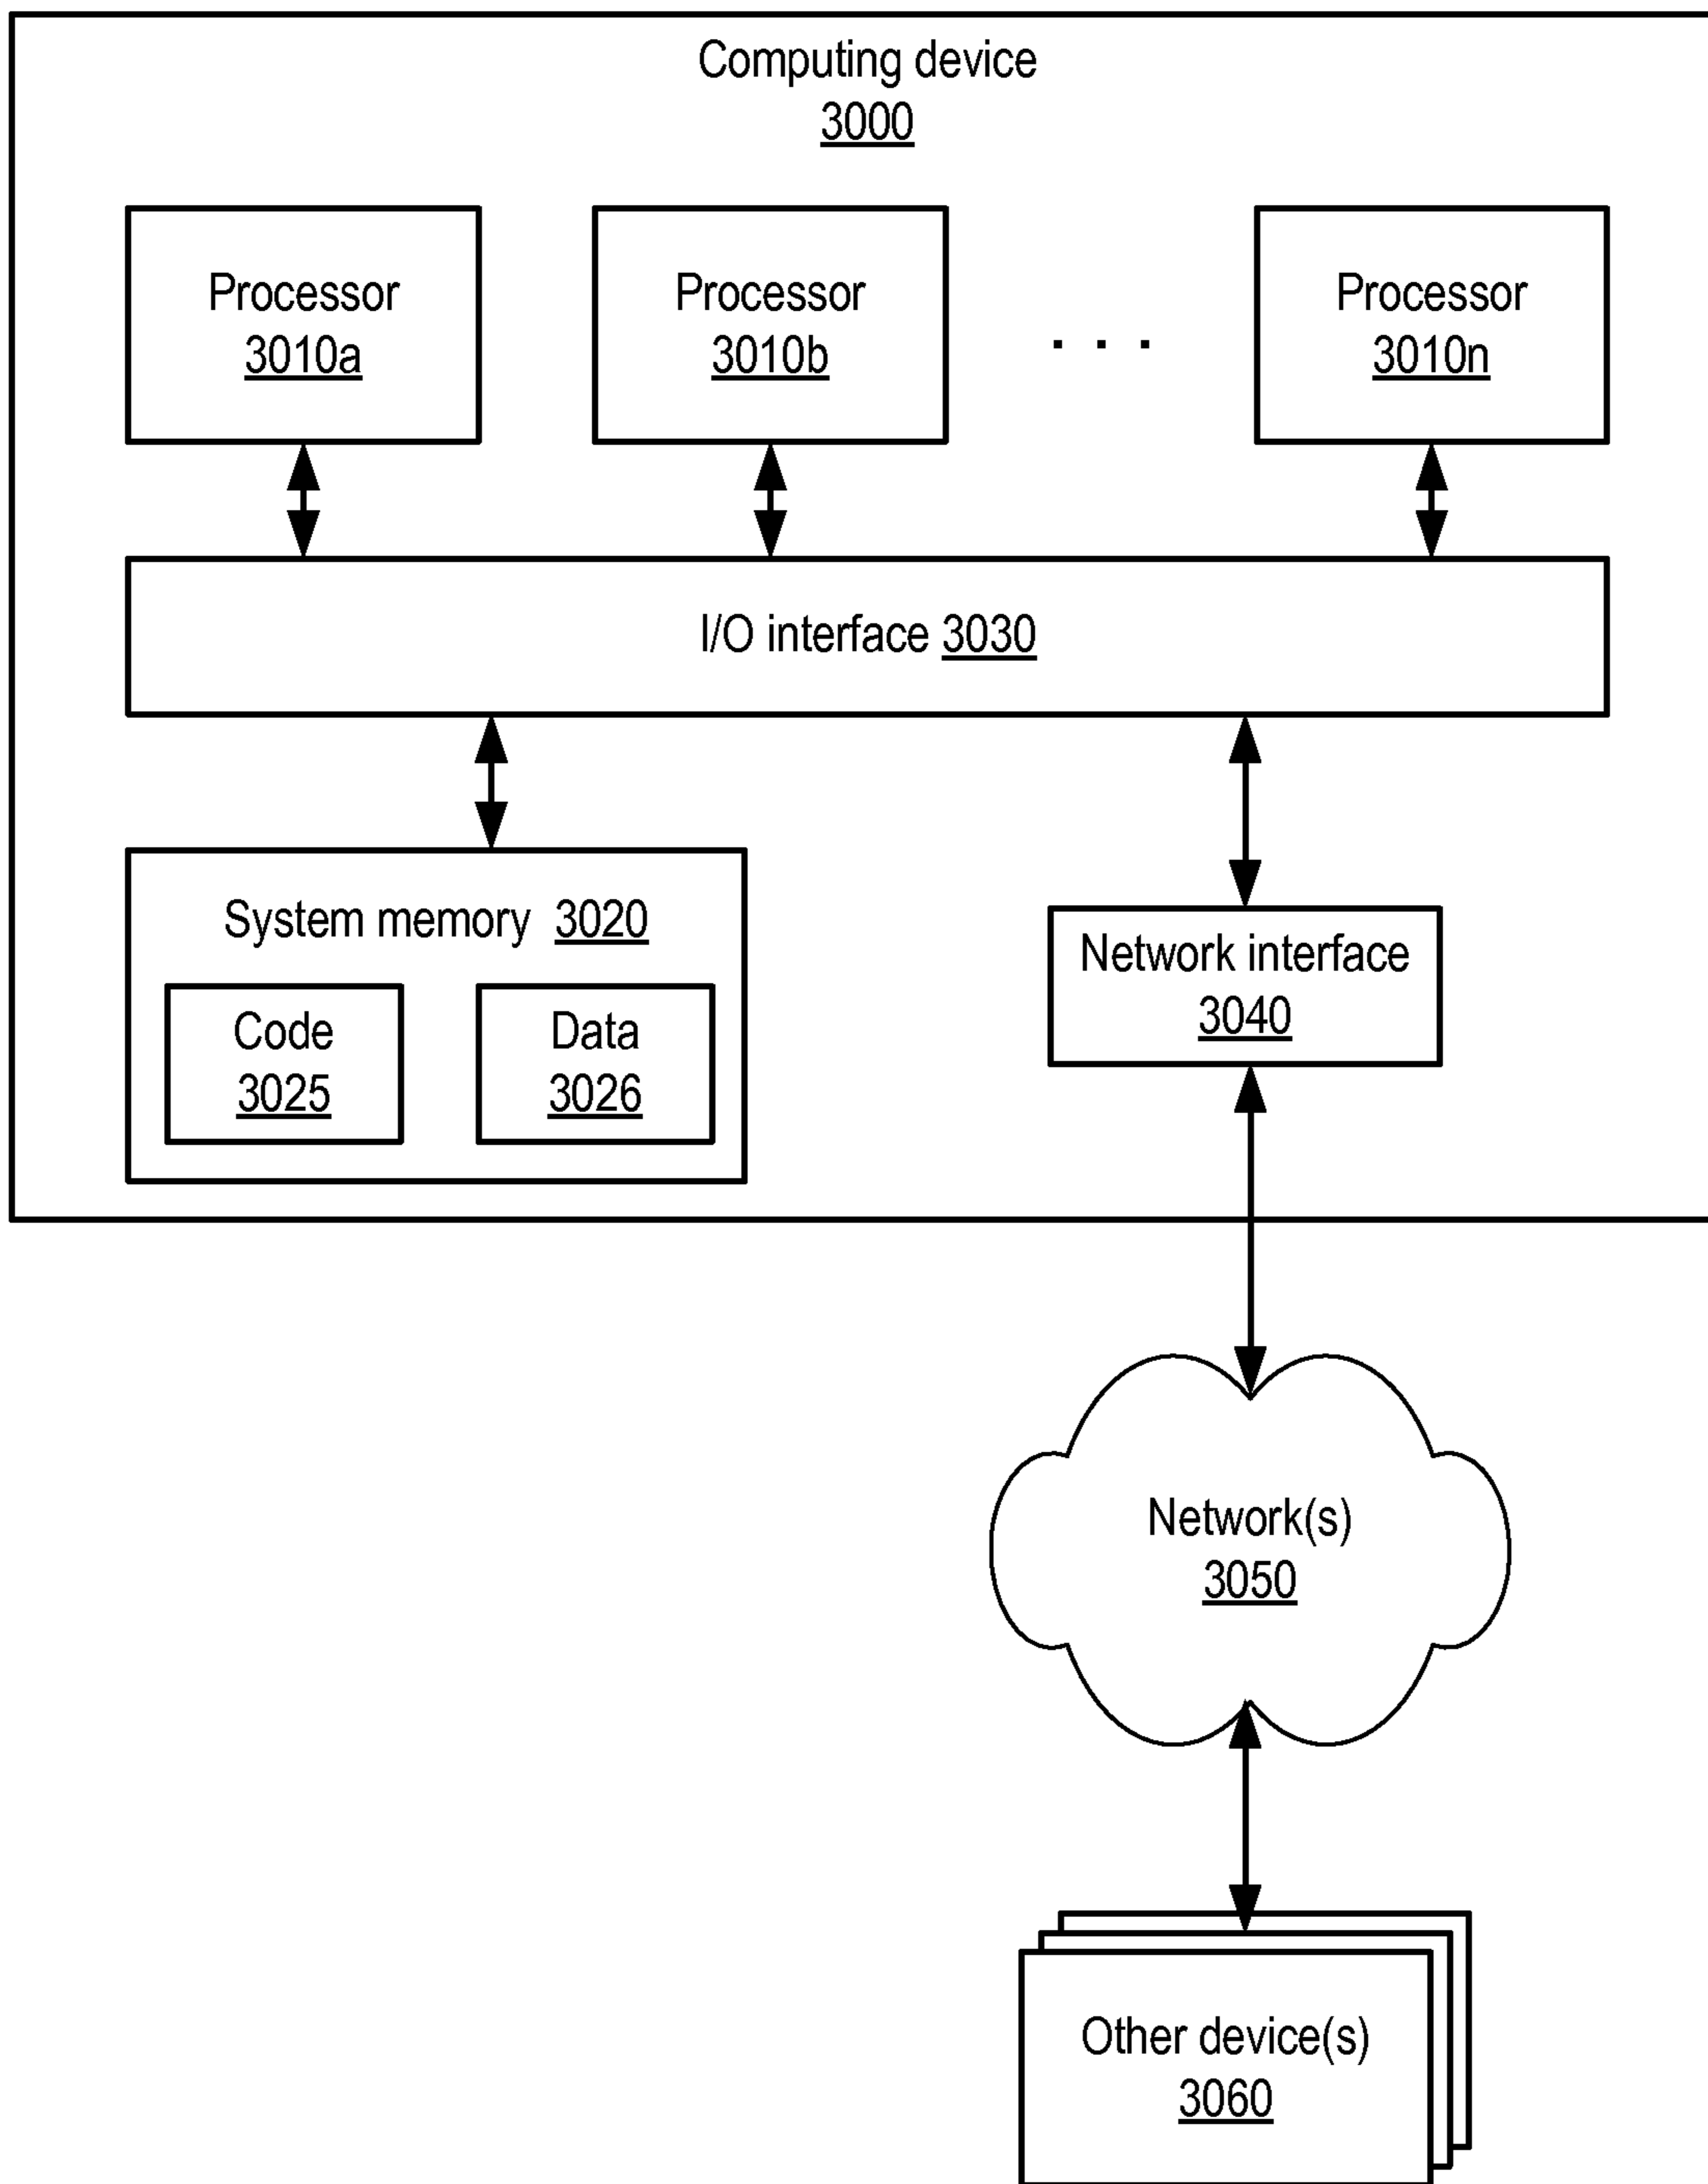 Computing device
3000
Processor
3010a
Processor
3010b
. . .
Processor
3010n
I/O interface 3030
System memory 3020
Code
3025
Data
3026
Network interface
3040
Network(s)
3050
Other device(s)
3060